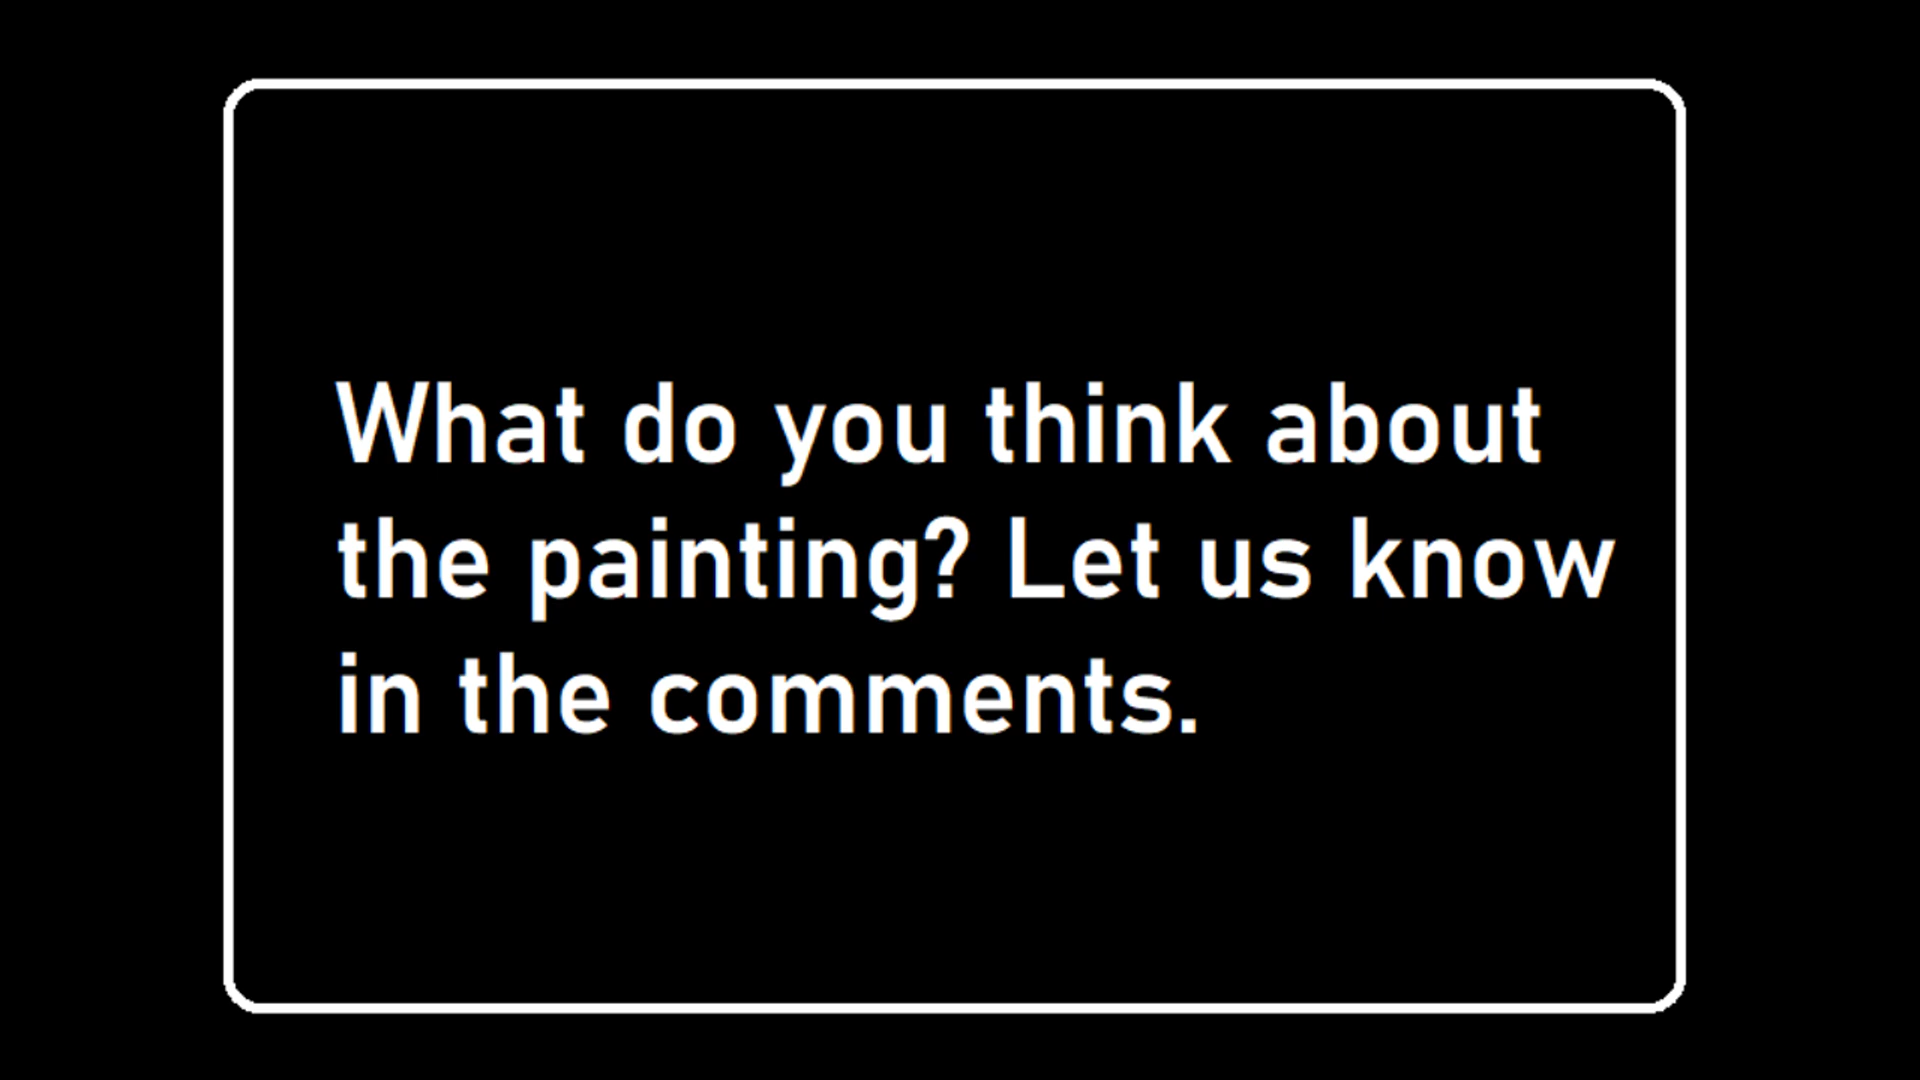 What do you think about
the painting? Let us know
in the comments.